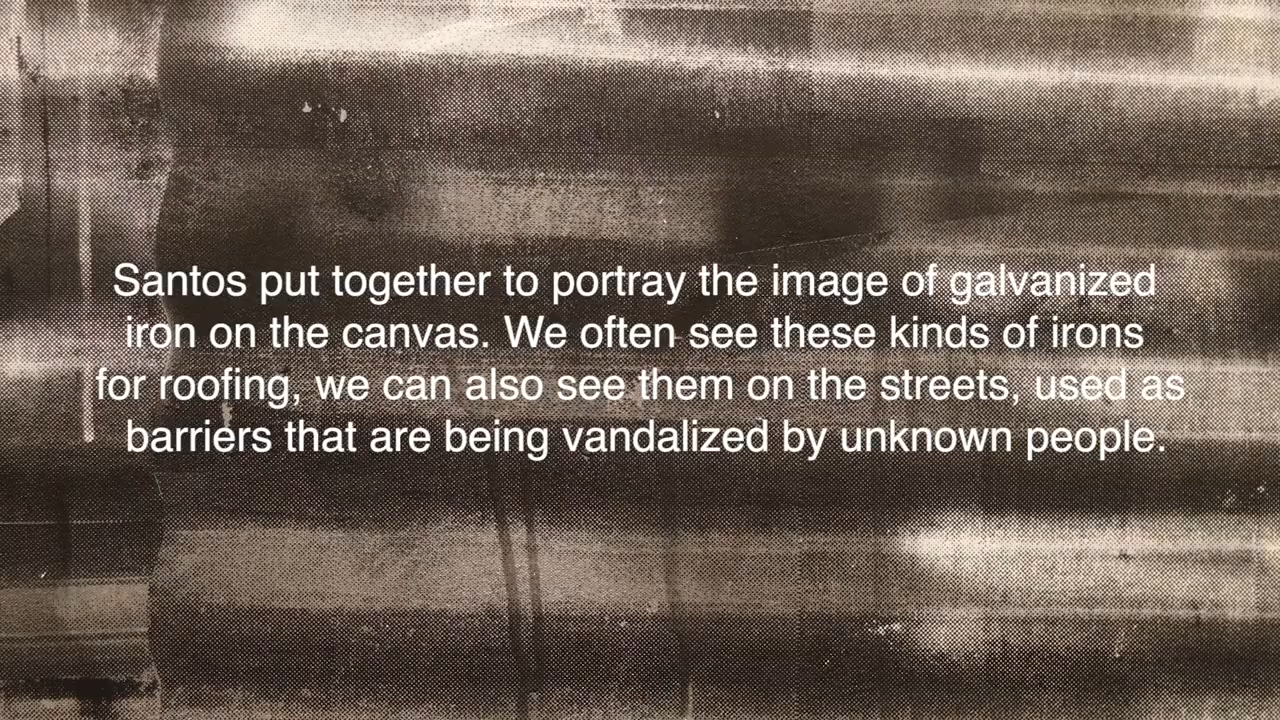 Santos put together to portray the image of galvanized
iron on the canvas. We often see these kinds of irons
for roofing, we can also see them on the streets, used as
barriers that are being vandalized by unknown people.